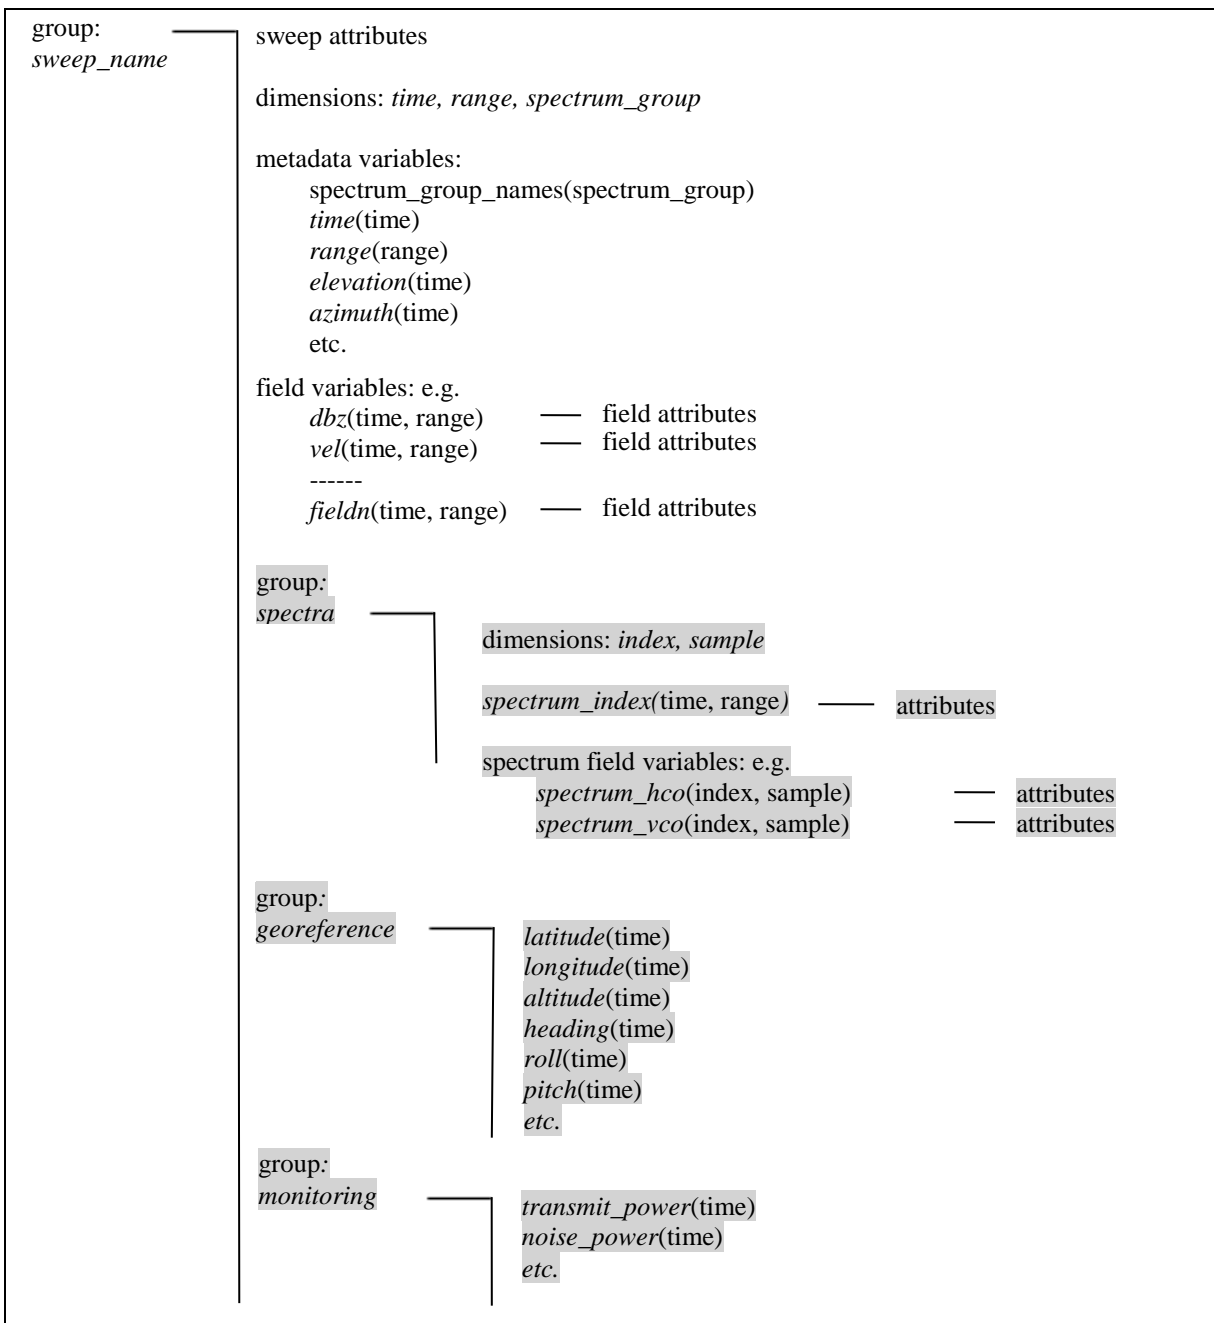 group:
sweep_name
sweep attributes
dimensions: time, range, spectrum_group
metadata variables:
spectrum_group_names(spectrum_group)
time(time)
range(range)
elevation(time)
azimuth(time)
etc.
field variables: e.g.
dbz(time, range) field attributes
vel(time, range) field attributes
------
fieldn(time, range) field attributes
group:
spectra
dimensions: index, sample
spectrum_index(time, range) attributes
spectrum field variables: e.g.
spectrum_hco(index, sample) attributes
spectrum_vco(index, sample) attributes
group:
georeference
latitude(time)
longitude(time)
altitude(time)
heading(time)
roll(time)
pitch(time)
etc.
group:
monitoring
transmit_power(time)
noise_power(time)
etc.